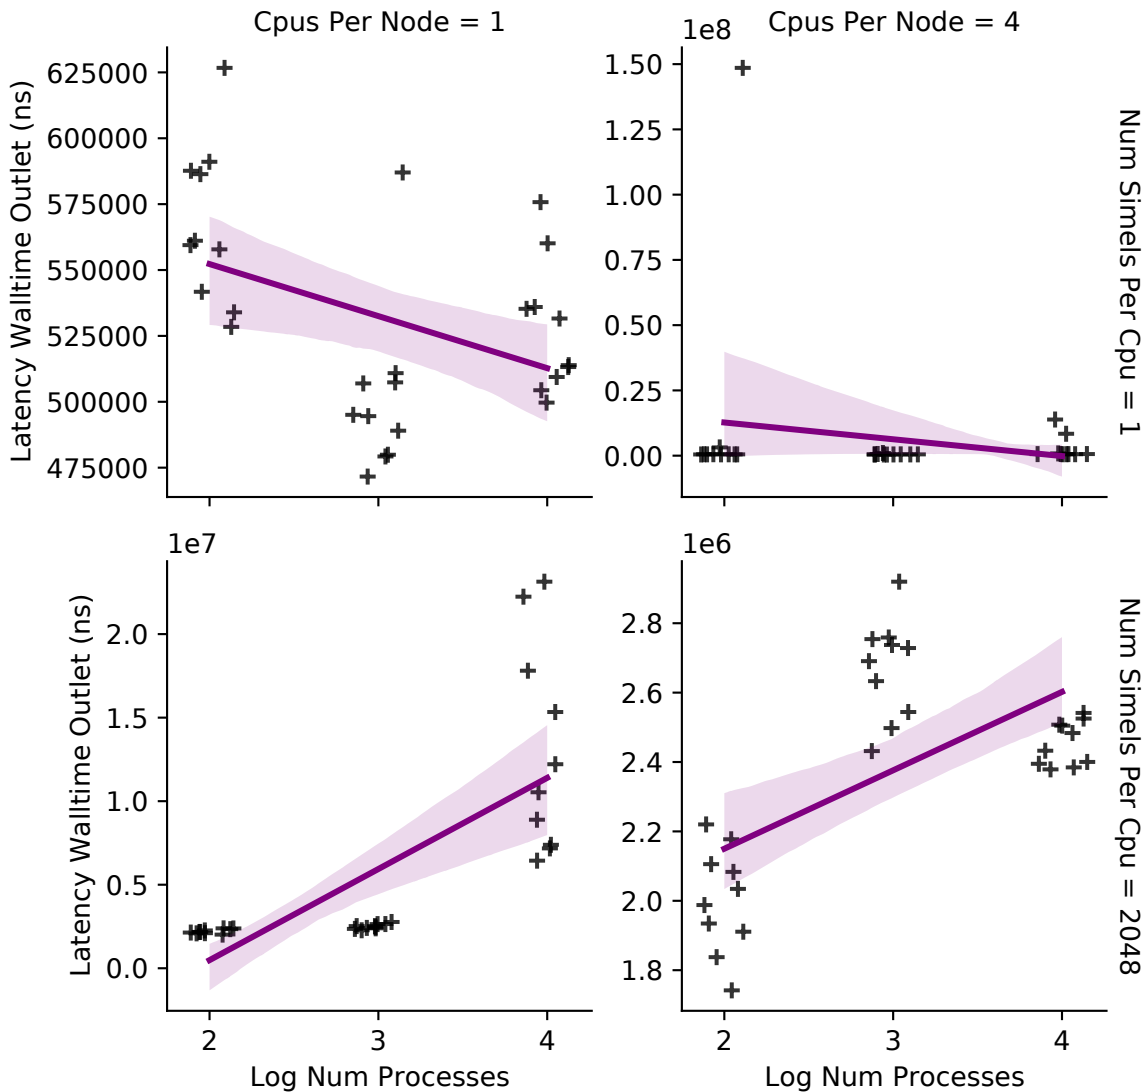 Cpus Per Node = 1
Cpus Per Node = 4
1e8
Latency Walltime Outlet (ns)
625000
600000
575000
550000
525000
500000
475000
1.50
1.25
1.00
0.75
0.50
0.25
0.00
Num Simels Per Cpu = 1
1e7
1e6
Latency Walltime Outlet (ns)
2.0
1.5
1.0
0.5
0.0
2.8
2.6
2.4
2.2
2.0
1.8
Num Simels Per Cpu = 2048
2
3
4
2
3
4
Log Num Processes
Log Num Processes